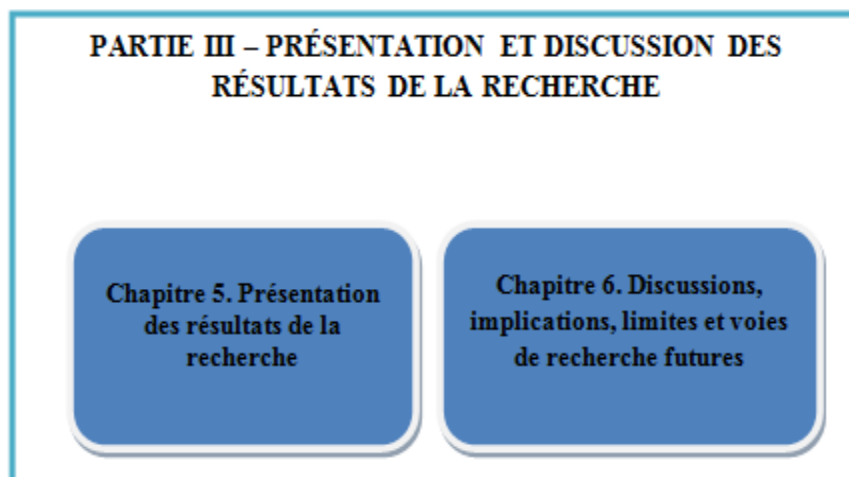 PARTIE III – PRÉSENTATION ET DISCUSSION DES
RÉSULTATS DE LA RECHERCHE
Chapitre 5. Présentation
des résultats de la
recherche
Chapitre 6. Discussions,
implications, limites et voies
de recherche futures